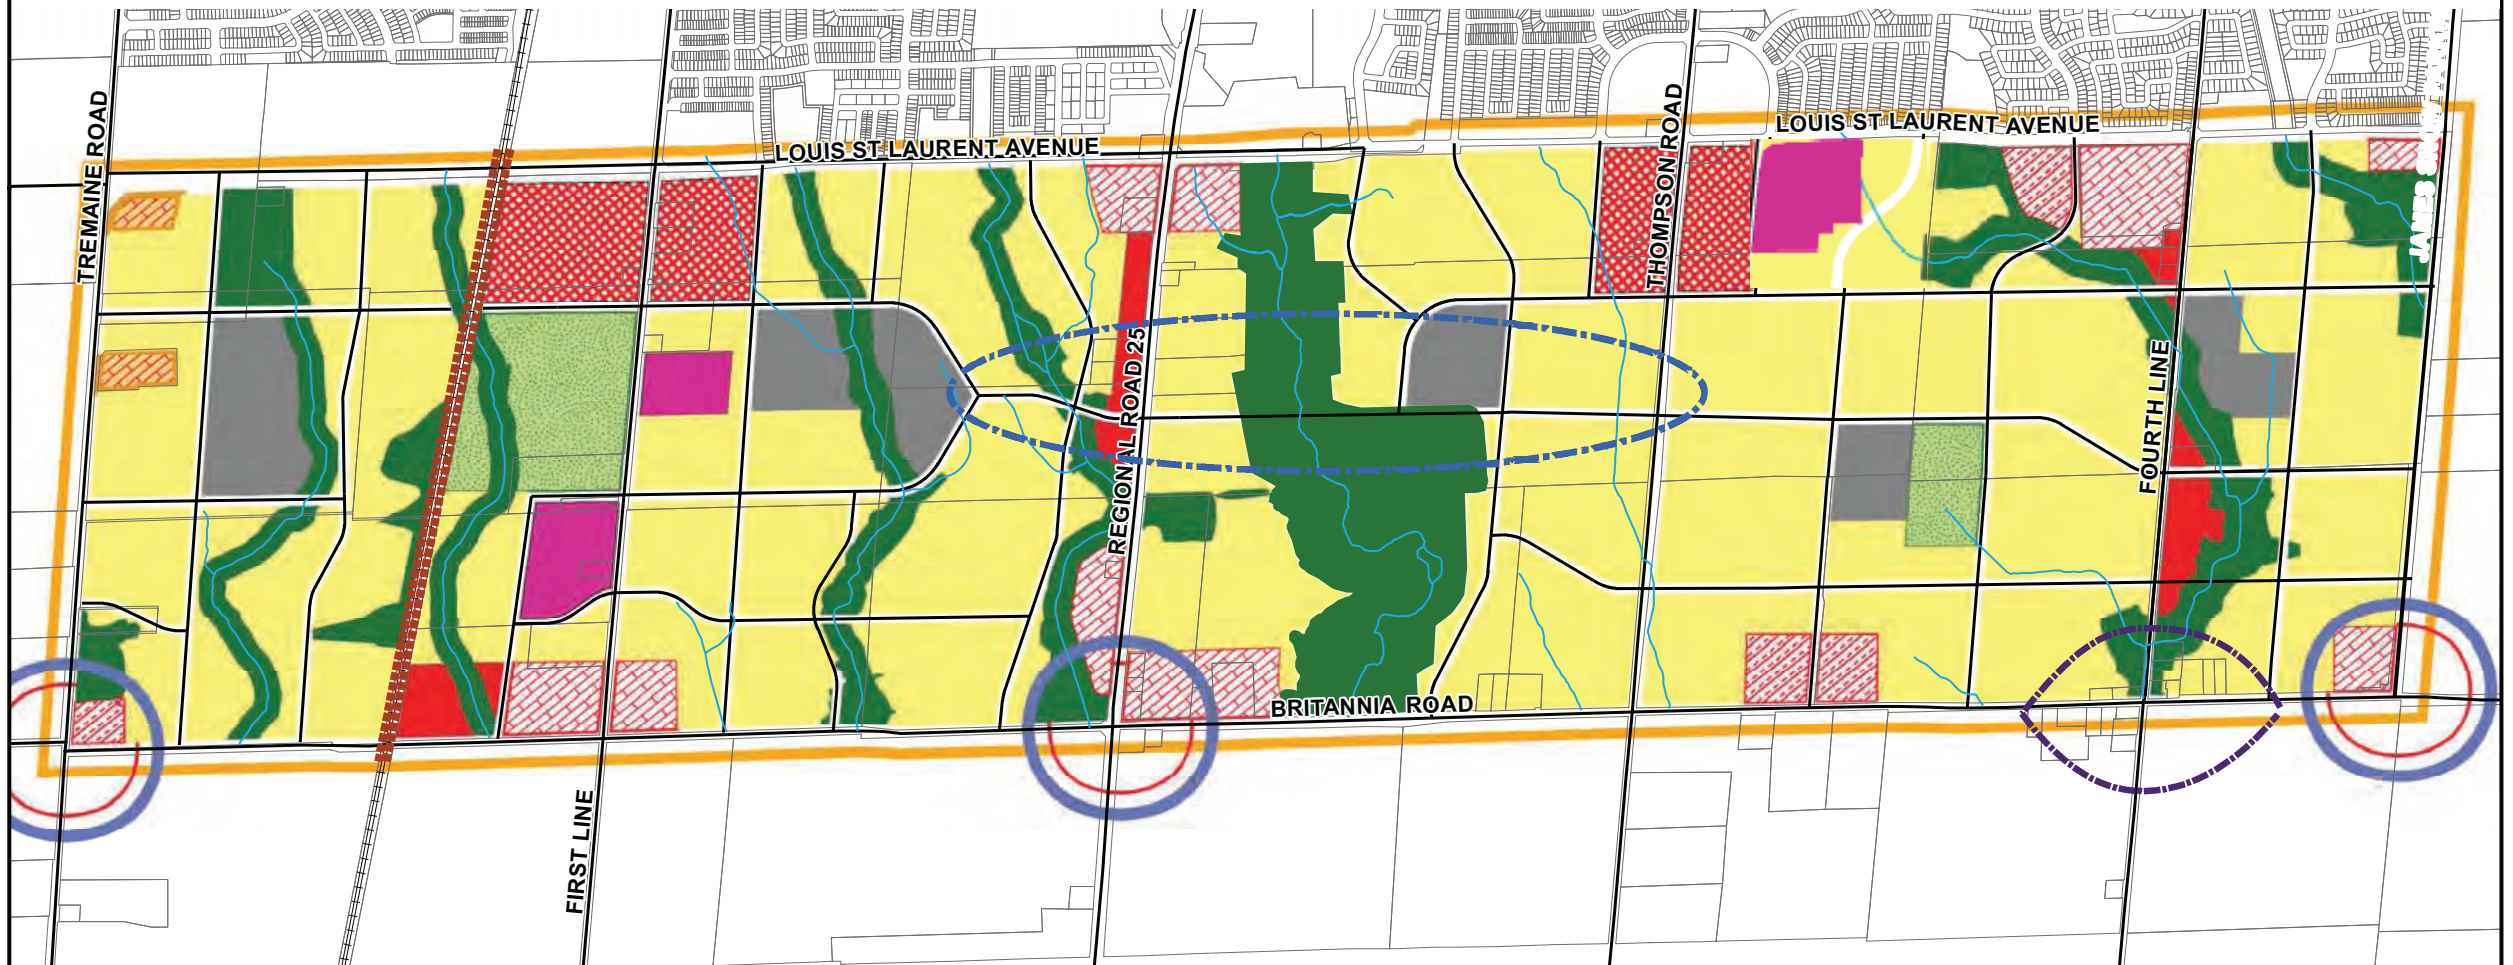 TREMAINE ROAD
LOUIS ST LAURENT AVENUE
THOMPSON ROAD
LOUIS ST LAURENT AVENUE
REGIONAL ROAD 25
FOURTH LINE
BRITANNIA ROAD
FIRST LINE